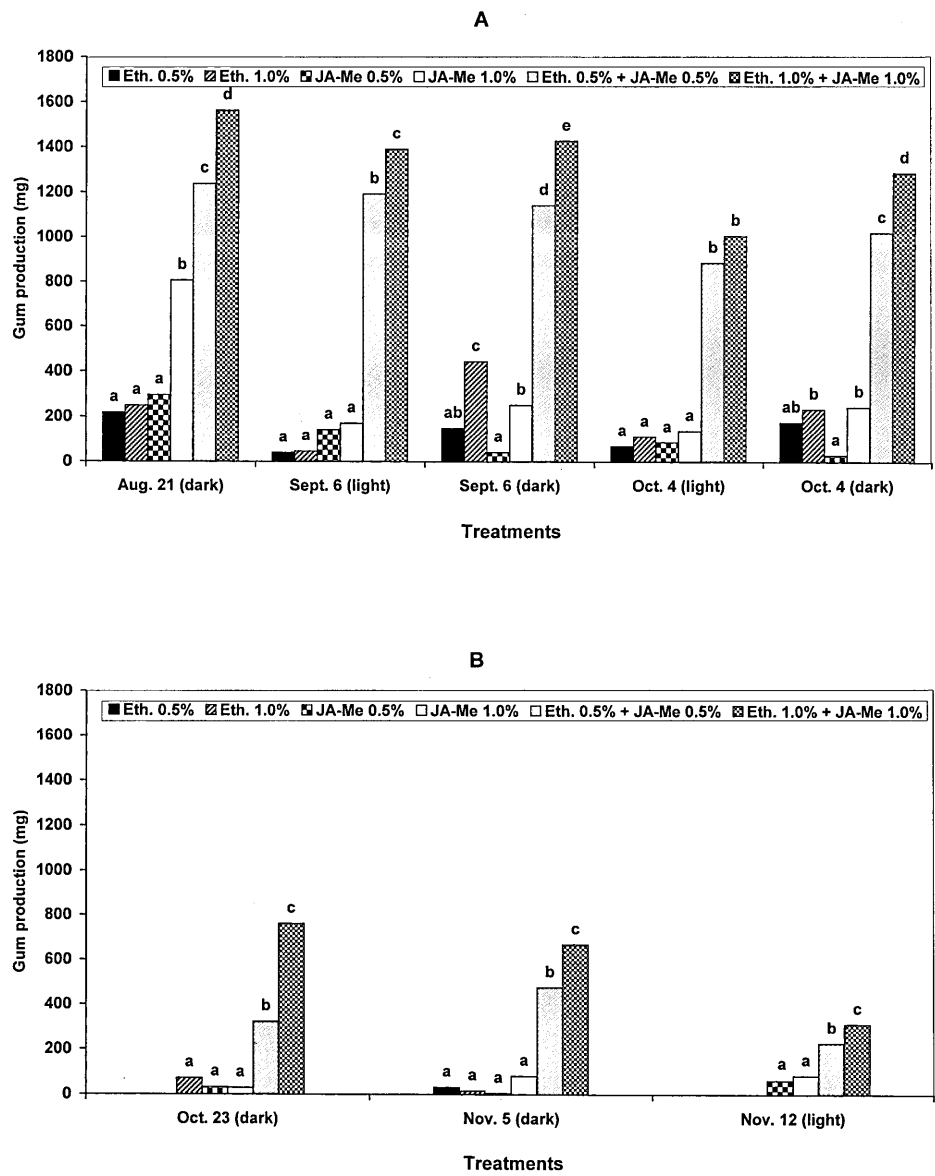 A
1800
Eth. 0.5% Eth. 1.0% JA-Me 0.5% JA-Me 1.0% Eth. 0.5% + JA-Me 0.5% Eth. 1.0% + JA-Me 1.0%
1600
1400
1200
1000
800
600
400
200
0
Gum production (mg)
a a a b c d
a a a a b c
ab c a b d e
a a a a b b
ab b a b c d
Aug. 21 (dark) Sept. 6 (light) Sept. 6 (dark) Oct. 4 (light) Oct. 4 (dark)
Treatments
B
1800
Eth. 0.5% Eth. 1.0% JA-Me 0.5% JA-Me 1.0% Eth. 0.5% + JA-Me 0.5% Eth. 1.0% + JA-Me 1.0%
1600
1400
1200
1000
800
600
400
200
0
Gum production (mg)
a a a b c
a a a a b c
a a b c
Oct. 23 (dark) Nov. 5 (dark) Nov. 12 (light)
Treatments